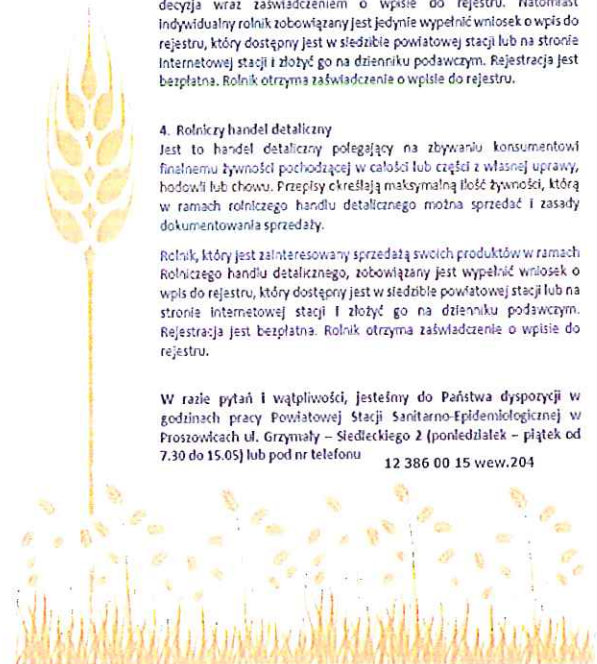 decyzja wraz zaświadczeniem o wpisie do rejestru. Natomiast
indywidualny rolnik zobowiązany jest jedynie wypełnić wniosek o wpis do
rejestru, który dostępny jest w siedzibie powiatowej stacji lub na stronie
internetowej stacji i złożyć go na dzienniku podawczym. Rejestracja jest
bezpłatna. Rolnik otrzyma zaświadczenie o wpisie do rejestru.
4. Rolniczy handel detaliczny
Jest to handel detaliczny polegający na zbywaniu konsumentowi
finalnemu żywności pochodzącej w całości lub części z własnej uprawy,
hodowli lub chowu. Przepisy określają maksymalną ilość żywności, którą
w ramach rolniczego handlu detalicznego można sprzedać i zasady
dokumentowania sprzedaży.
Rolnik, który jest zainteresowany sprzedażą swoich produktów w ramach
Rolniczego handlu detalicznego, zobowiązany jest wypełnić wniosek o
wpis do rejestru, który dostępny jest w siedzibie powiatowej stacji lub na
stronie internetowej stacji i złożyć go na dzienniku podawczym.
Rejestracja jest bezpłatna. Rolnik otrzyma zaświadczenie o wpisie do
rejestru.
W razie pytań i wątpliwości, jesteśmy do Państwa dyspozycji w
godzinach pracy Powiatowej Stacji Sanitarno-Epidemiologicznej w
Proszowicach ul. Grzymały – Siedleckiego 2 (poniedziałek – piątek od
7.30 do 15.05) lub pod nr telefonu 12 386 00 15 wew.204